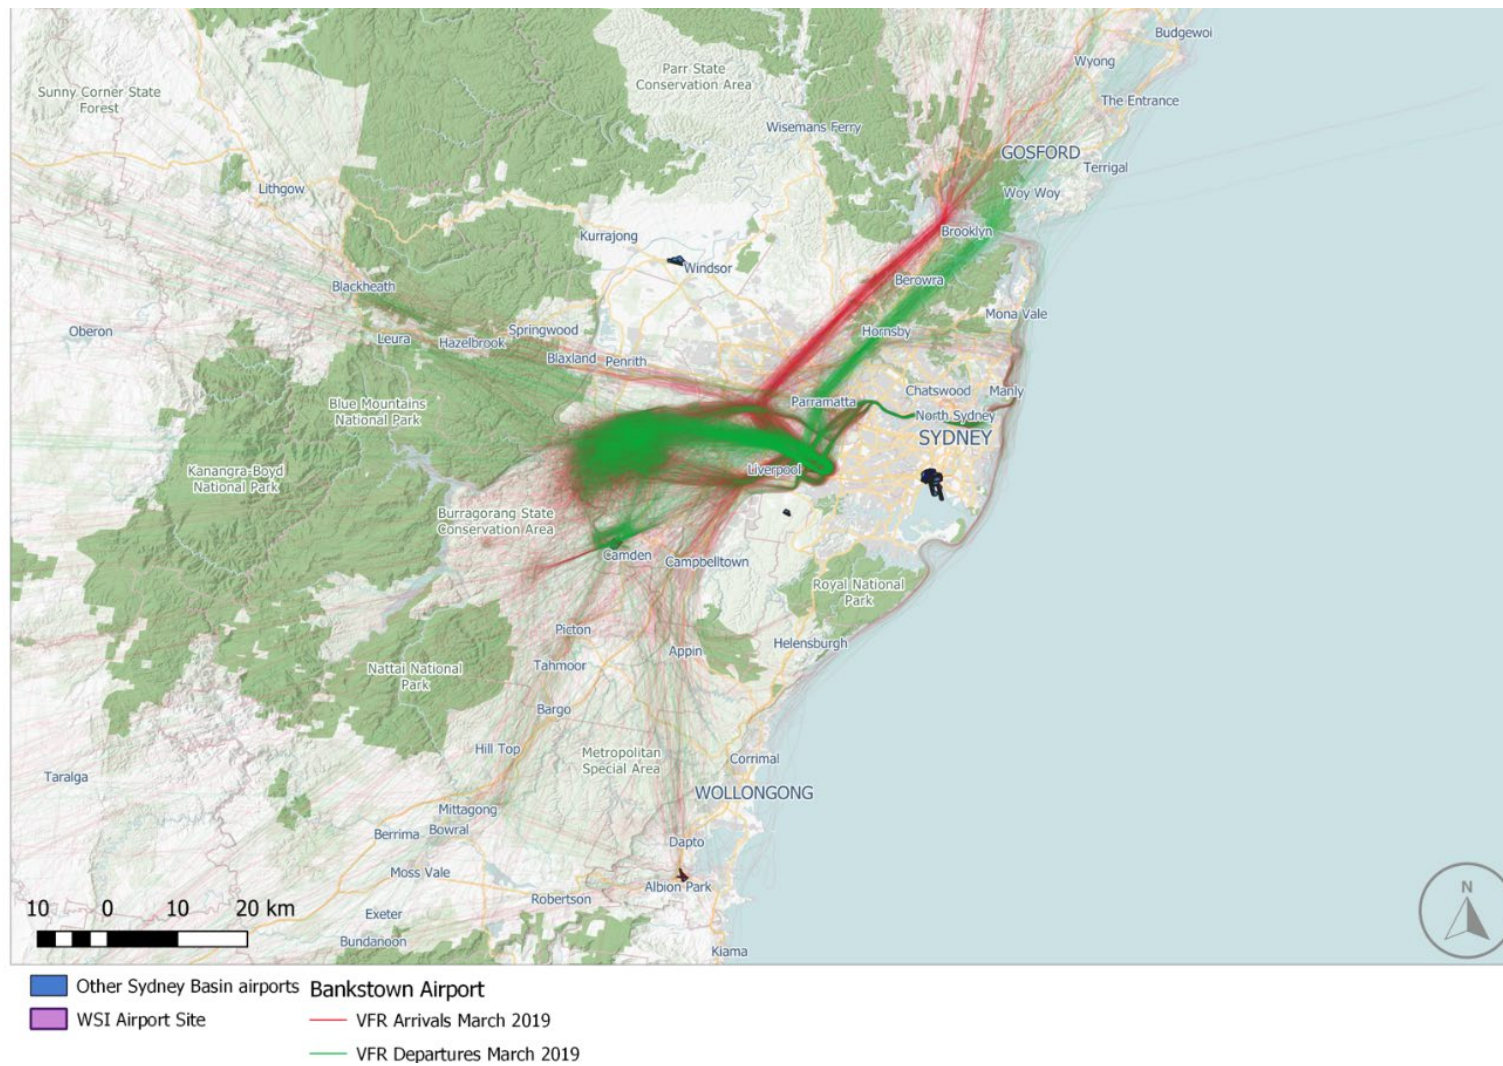 Budgewoi
Wyong
Parr State
Conservation Area
Sunny Corner State
Forest
The Entrance
Wisemans Ferry
GOSFORD
Terrigal
Lithgow
Woy Woy
Kurrajong
Brooklyn
Windsor
Berowra
Blackheath
Mona Vale
Oberon
Springwood
Hornsby
Leura
Hazelbrook
Blaxland
Penrith
Chatswood
Manly
Parramatta
Blue Mountains
National Park
North Sydney
SYDNEY
Liverpool
Kanangra-Boyd
National Park
Burragorang State
Conservation Area
Camden
Campbelltown
Royal National
Park
Picton
Helensburgh
Appin
Tahmoor
Nattai National
Park
Bargo
Hill Top
Metropolitan
Special Area
Corrimal
Taralga
WOLLONGONG
Mittagong
Berrima
Bowral
Dapto
Moss Vale
Albion Park
Robertson
Exeter
Bundanoon
Kiama
N
10 0 10 20 km
Other Sydney Basin airports
WSI Airport Site
Bankstown Airport
VFR Arrivals March 2019
VFR Departures March 2019